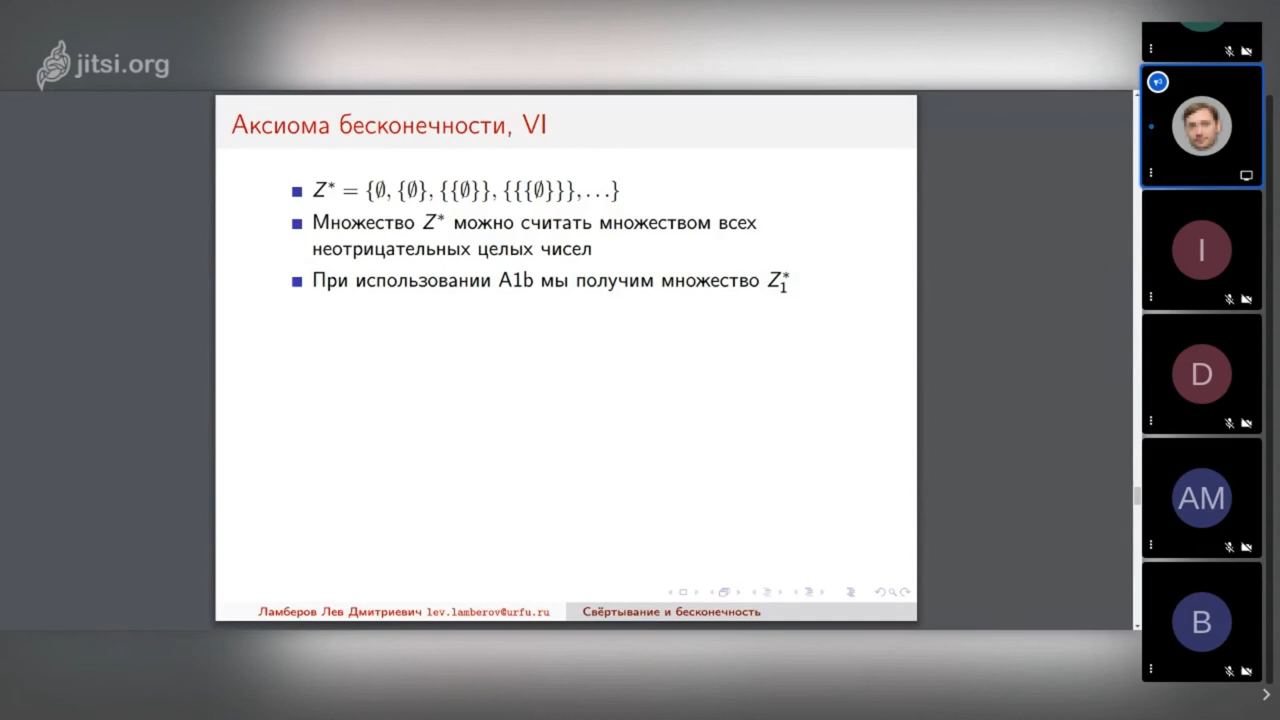 jitsi.org
Аксиома бесконечности, VI
Z* = {∅, {∅}, {{∅}}, {{{∅}}}, ...}
Множество Z* можно считать множеством всех
неотрицательных целых чисел
При использовании A1b мы получим множество Z₁*
Ламберов Лев Дмитриевич lev.lamberov@urfu.ru
Свёртывание и бесконечность
I
D
AM
B